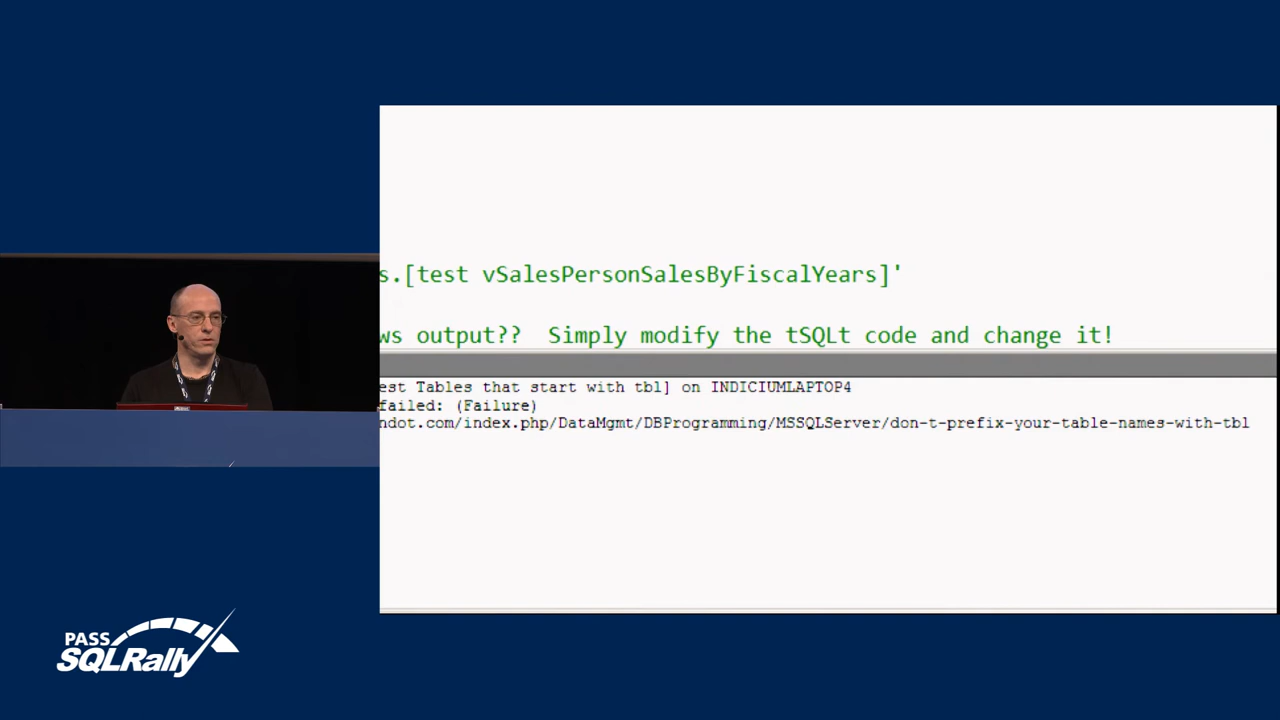 s.[test vSalesPersonSalesByFiscalYears]'
ws output??  Simply modify the tSQLt code and change it!
est Tables that start with tbl] on INDICIUMLAPTOP4
failed: (Failure)
ndot.com/index.php/DataMgmt/DBProgramming/MSSQLServer/don-t-prefix-your-table-names-with-tbl
PASS
SQLRally